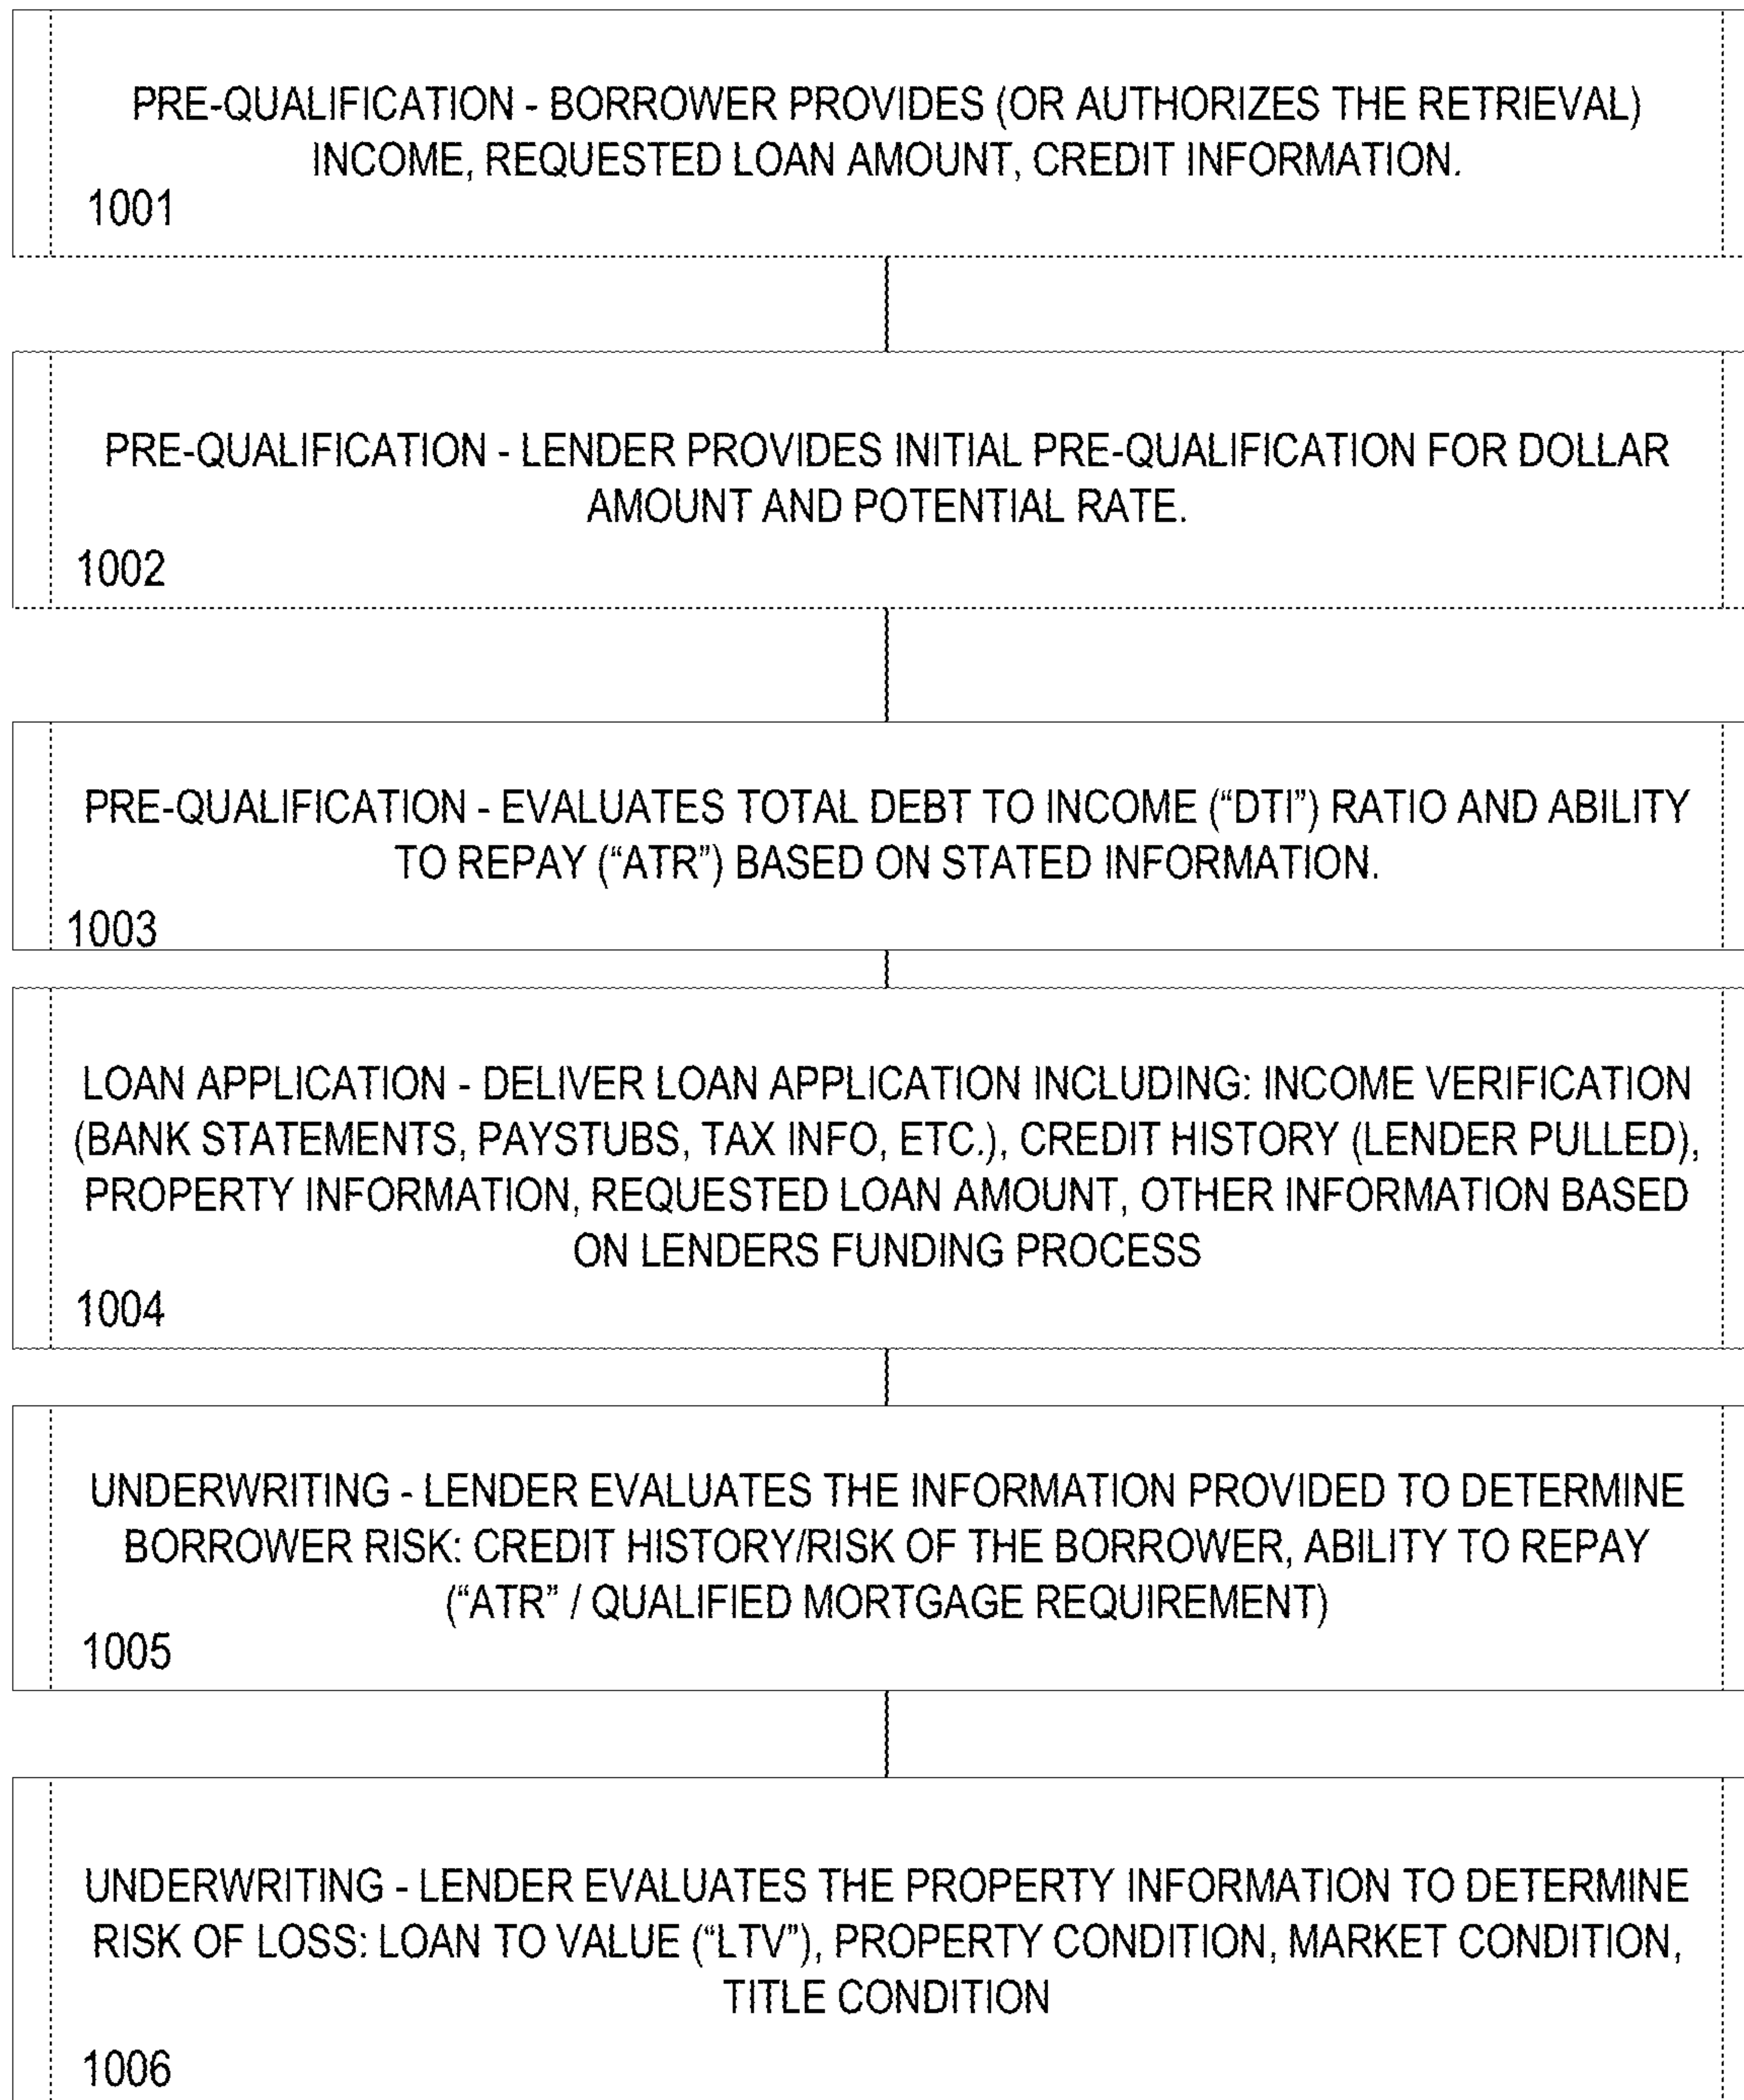 PRE-QUALIFICATION - BORROWER PROVIDES (OR AUTHORIZES THE RETRIEVAL)
INCOME, REQUESTED LOAN AMOUNT, CREDIT INFORMATION.
1001
PRE-QUALIFICATION - LENDER PROVIDES INITIAL PRE-QUALIFICATION FOR DOLLAR
AMOUNT AND POTENTIAL RATE.
1002
PRE-QUALIFICATION - EVALUATES TOTAL DEBT TO INCOME (“DTI”) RATIO AND ABILITY
TO REPAY (“ATR”) BASED ON STATED INFORMATION.
1003
LOAN APPLICATION - DELIVER LOAN APPLICATION INCLUDING: INCOME VERIFICATION
(BANK STATEMENTS, PAYSTUBS, TAX INFO, ETC.), CREDIT HISTORY (LENDER PULLED),
PROPERTY INFORMATION, REQUESTED LOAN AMOUNT, OTHER INFORMATION BASED
ON LENDERS FUNDING PROCESS
1004
UNDERWRITING - LENDER EVALUATES THE INFORMATION PROVIDED TO DETERMINE
BORROWER RISK: CREDIT HISTORY/RISK OF THE BORROWER, ABILITY TO REPAY
(“ATR” / QUALIFIED MORTGAGE REQUIREMENT)
1005
UNDERWRITING - LENDER EVALUATES THE PROPERTY INFORMATION TO DETERMINE
RISK OF LOSS: LOAN TO VALUE (“LTV”), PROPERTY CONDITION, MARKET CONDITION,
TITLE CONDITION
1006